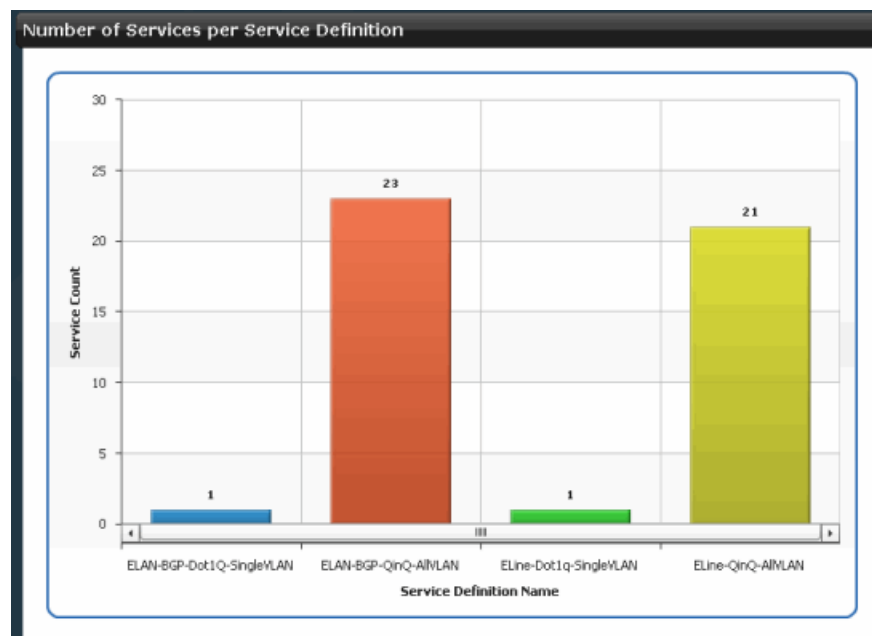 Number of Services per Service Definition
30
25
20
15
10
5
0
Service Count
1
23
1
21
ELAN-BGP-Dot1Q-SingleVLAN
ELAN-BGP-QinQ-AllVLAN
ELine-Dot1q-SingleVLAN
ELine-QinQ-AllVLAN
Service Definition Name